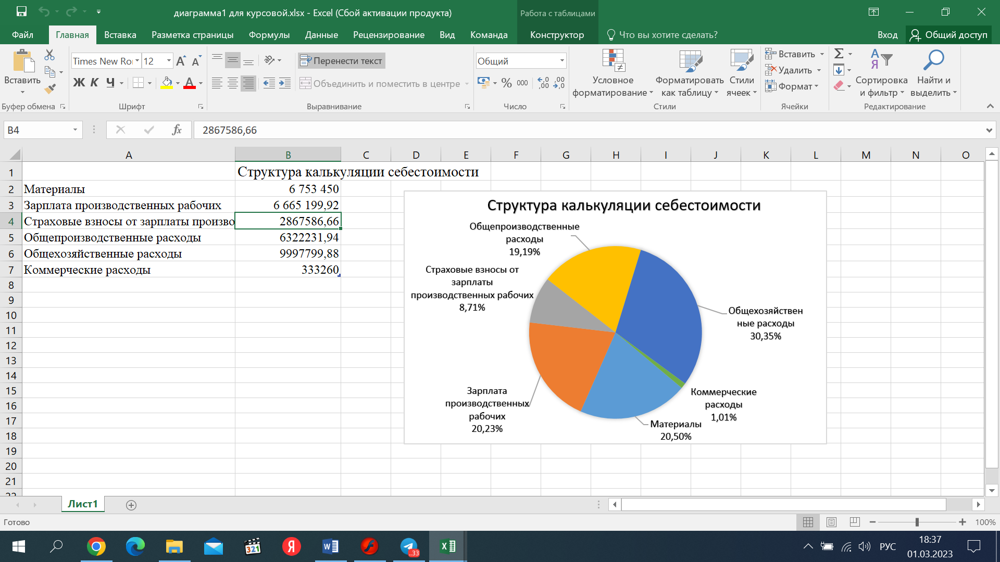 диаграмма1 для курсовой.xlsx - Excel (Сбой активации продукта)
Работа с таблицами
Файл Главная Вставка Разметка страницы Формулы Данные Рецензирование Вид Команда Конструктор Что вы хотите сделать? Вход Общий доступ
Вставить
Буфер обмена
Times New Ro 12
Ж К Ч А
Шрифт
Перенести текст
Объединить и поместить в центре
Выравнивание
Общий
% 000 ,0 ,00 ,00 ,0
Число
Условное форматирование
Форматировать как таблицу
Стили ячеек
Стили
Вставить
Удалить
Формат
Ячейки
Σ
Сортировка и фильтр
Найти и выделить
Редактирование
B4 fx 2867586,66
A B C D E F G H I J K L M N O
1 Структура калькуляции себестоимости
2 Материалы 6 753 450
3 Зарплата производственных рабочих 6 665 199,92
4 Страховые взносы от зарплаты произво 2867586,66
5 Общепроизводственные расходы 6322231,94
6 Общехозяйственные расходы 9997799,88
7 Коммерческие расходы 333260
8
9
10
11
12
13
14
15
16
17
18
19
20
21
22
Структура калькуляции себестоимости
Общепроизводственные
расходы
19,19%
Страховые взносы от
зарплаты
производственных рабочих
8,71%
Общехозяйствен
ные расходы
30,35%
Зарплата
производственных
рабочих
20,23%
Коммерческие
расходы
1,01%
Материалы
20,50%
Лист1
Готово
100%
321
Я
33
РУС
18:37
01.03.2023